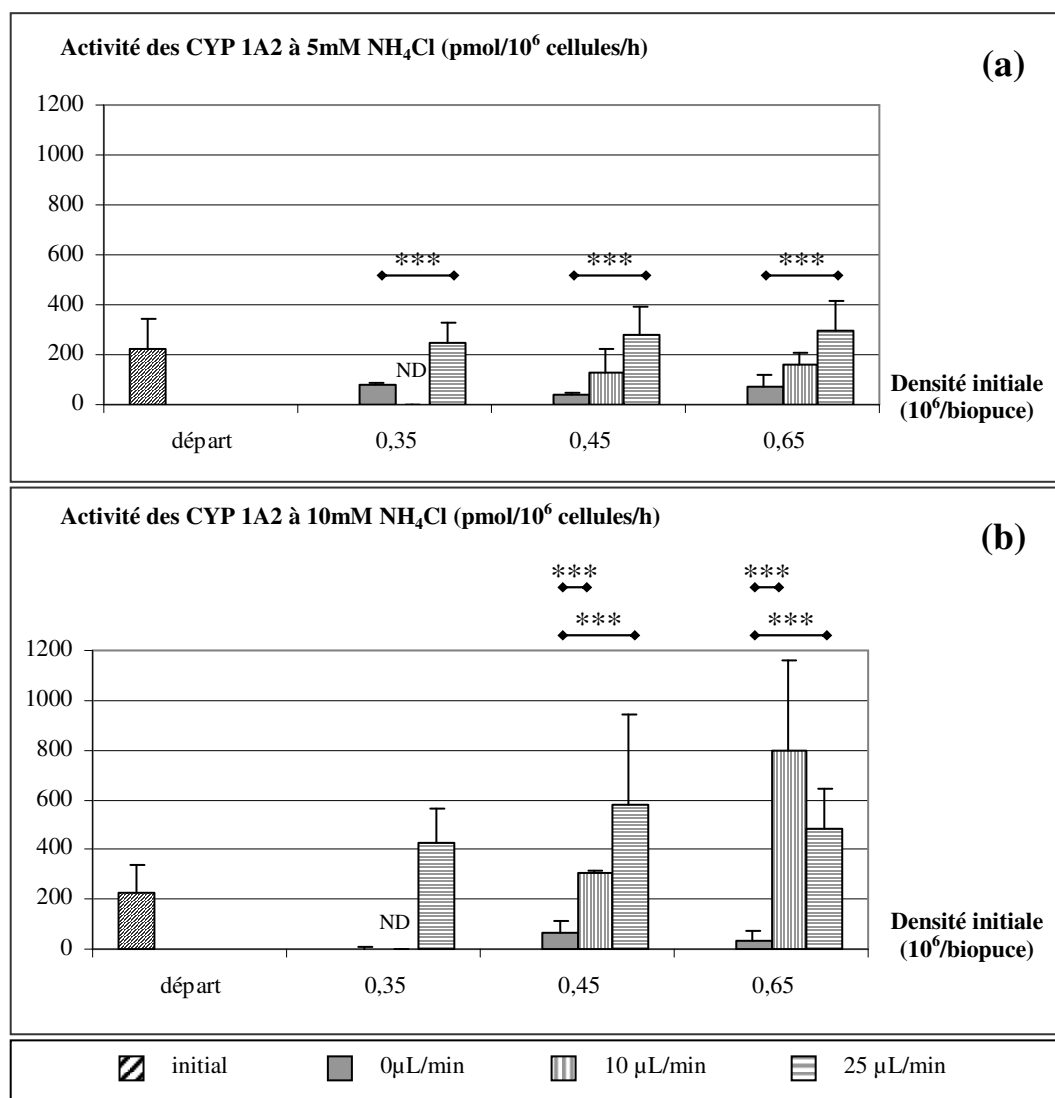 Activité des CYP 1A2 à 5mM NH₄Cl (pmol/10⁶ cellules/h)
(a)
1200
1000
800
600
400
200
0
***
***
***
ND
départ
0,35
0,45
0,65
Densité initiale
(10⁶/biopuce)
Activité des CYP 1A2 à 10mM NH₄Cl (pmol/10⁶ cellules/h)
(b)
***
***
***
***
1200
1000
800
600
400
200
0
ND
départ
0,35
0,45
0,65
Densité initiale
(10⁶/biopuce)
initial
0µL/min
10 µL/min
25 µL/min